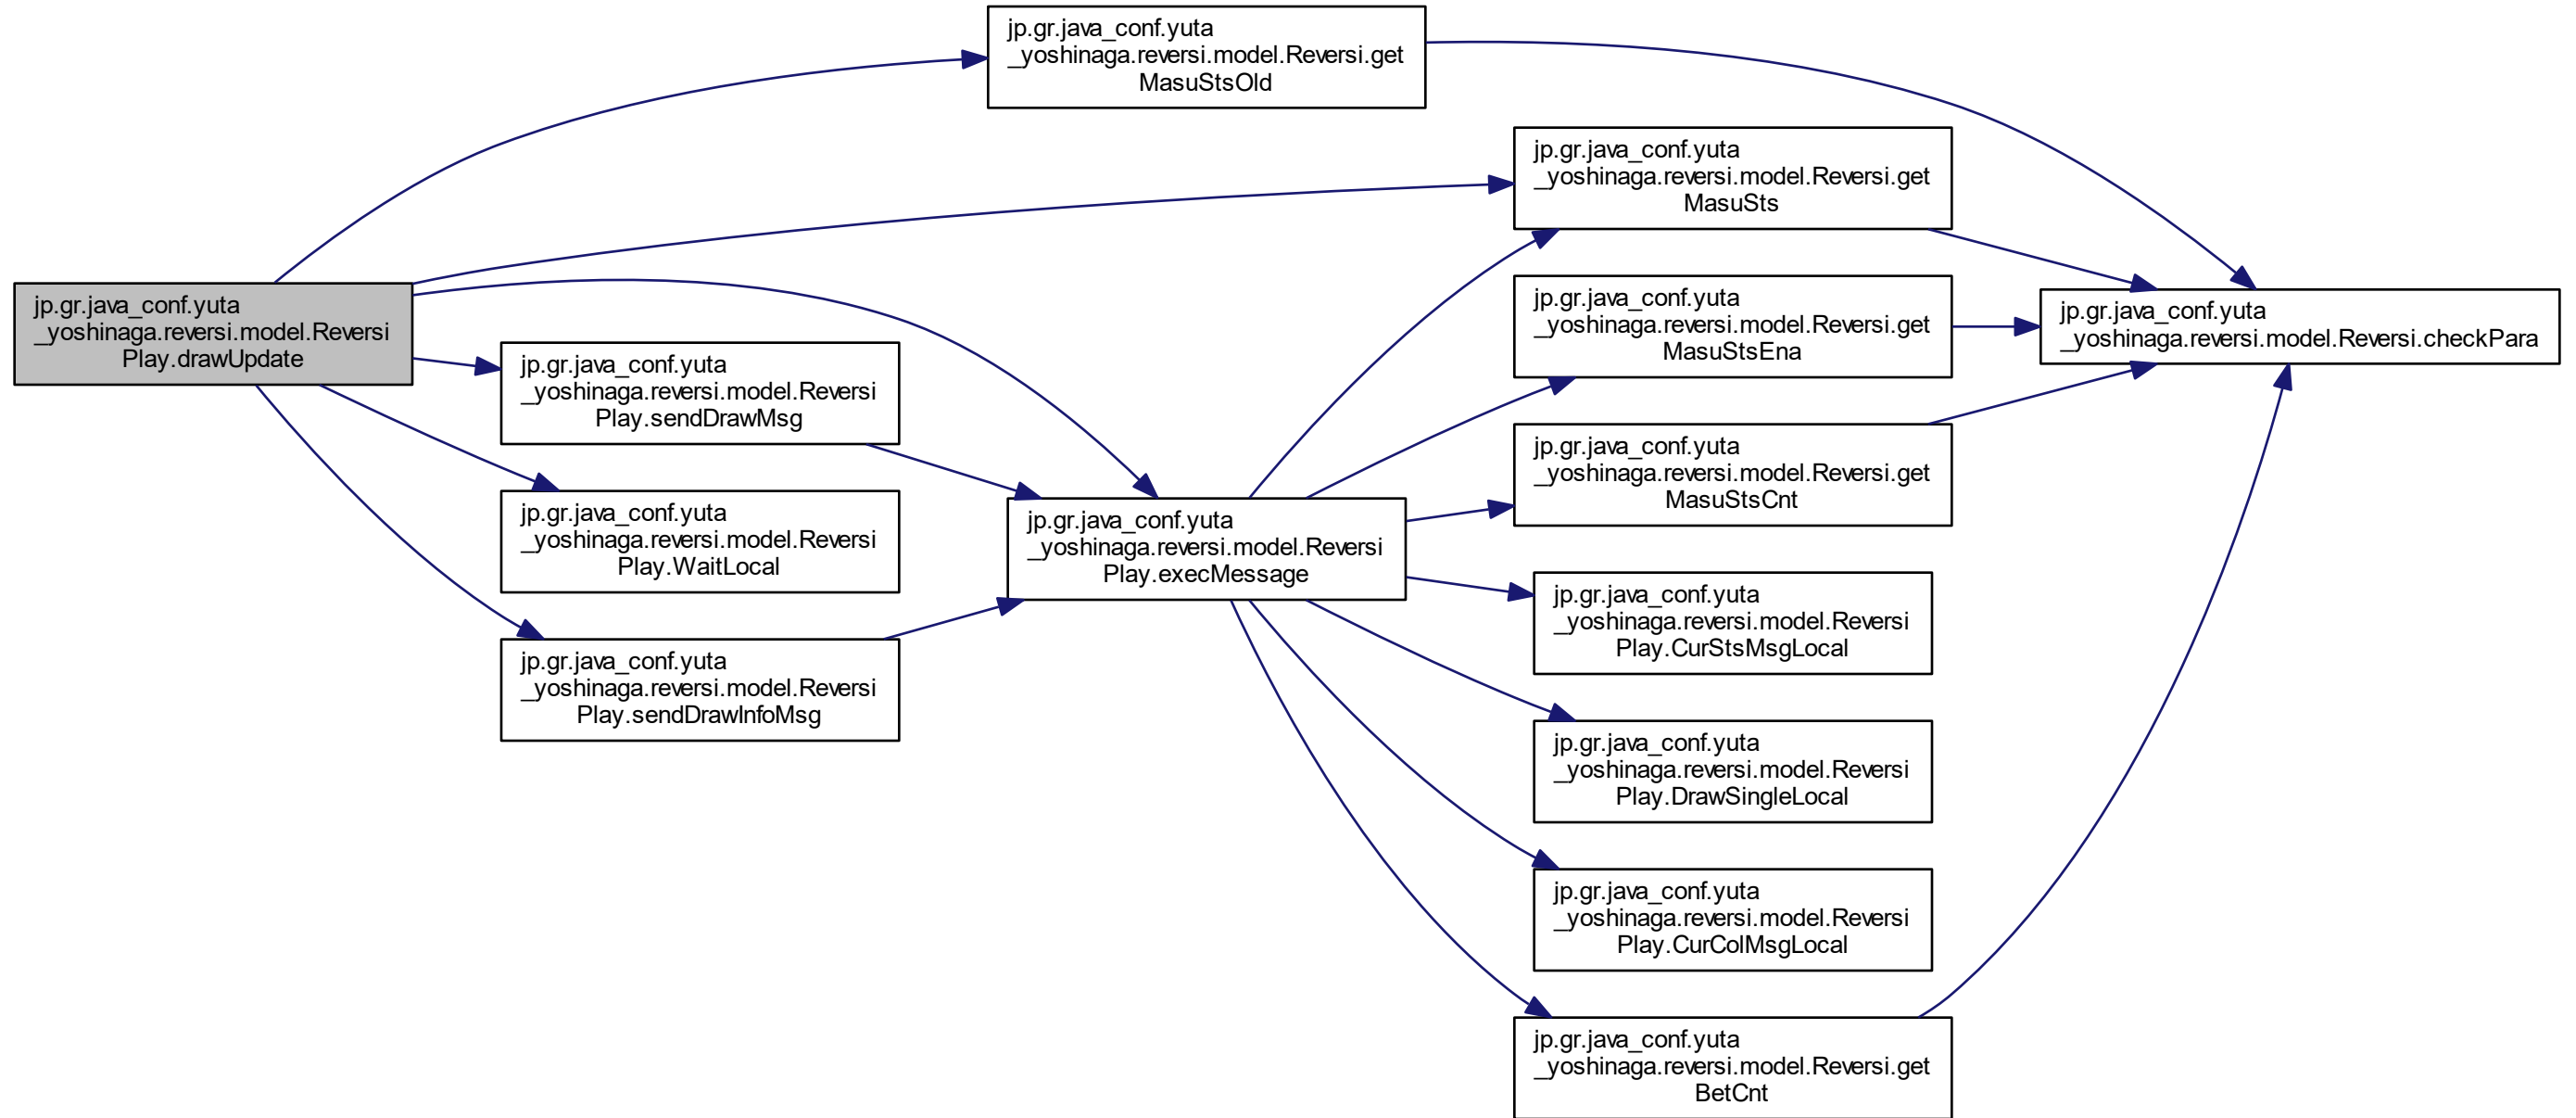 jp.gr.java_conf.yuta
_yoshinaga.reversi.model.Reversi
Play.drawUpdate
jp.gr.java_conf.yuta
_yoshinaga.reversi.model.Reversi.get
MasuStsOld
jp.gr.java_conf.yuta
_yoshinaga.reversi.model.Reversi.get
MasuSts
jp.gr.java_conf.yuta
_yoshinaga.reversi.model.Reversi.get
MasuStsEna
jp.gr.java_conf.yuta
_yoshinaga.reversi.model.Reversi.checkPara
jp.gr.java_conf.yuta
_yoshinaga.reversi.model.Reversi
Play.sendDrawMsg
jp.gr.java_conf.yuta
_yoshinaga.reversi.model.Reversi.get
MasuStsCnt
jp.gr.java_conf.yuta
_yoshinaga.reversi.model.Reversi
Play.WaitLocal
jp.gr.java_conf.yuta
_yoshinaga.reversi.model.Reversi
Play.execMessage
jp.gr.java_conf.yuta
_yoshinaga.reversi.model.Reversi
Play.CurStsMsgLocal
jp.gr.java_conf.yuta
_yoshinaga.reversi.model.Reversi
Play.sendDrawInfoMsg
jp.gr.java_conf.yuta
_yoshinaga.reversi.model.Reversi
Play.DrawSingleLocal
jp.gr.java_conf.yuta
_yoshinaga.reversi.model.Reversi
Play.CurColMsgLocal
jp.gr.java_conf.yuta
_yoshinaga.reversi.model.Reversi.get
BetCnt